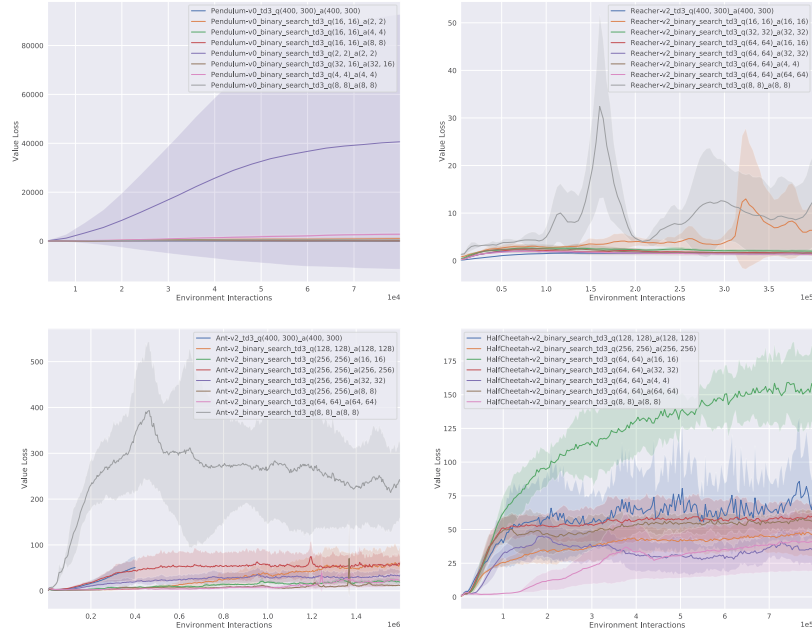 80000
60000
40000
20000
0
Value Loss
1 2 3 4 5 6 7
1e4
Environment Interactions
Pendulum-v0_td3_q(400, 300)_a(400, 300)
Pendulum-v0_binary_search_td3_q(16, 16)_a(2, 2)
Pendulum-v0_binary_search_td3_q(16, 16)_a(4, 4)
Pendulum-v0_binary_search_td3_q(16, 16)_a(8, 8)
Pendulum-v0_binary_search_td3_q(2, 2)_a(2, 2)
Pendulum-v0_binary_search_td3_q(32, 16)_a(32, 16)
Pendulum-v0_binary_search_td3_q(4, 4)_a(4, 4)
Pendulum-v0_binary_search_td3_q(8, 8)_a(8, 8)
50
40
30
20
10
0
Value Loss
0.5 1.0 1.5 2.0 2.5 3.0 3.5
1e5
Environment Interactions
Reacher-v2_td3_q(400, 300)_a(400, 300)
Reacher-v2_binary_search_td3_q(16, 16)_a(16, 16)
Reacher-v2_binary_search_td3_q(32, 32)_a(32, 32)
Reacher-v2_binary_search_td3_q(64, 64)_a(16, 16)
Reacher-v2_binary_search_td3_q(64, 64)_a(32, 32)
Reacher-v2_binary_search_td3_q(64, 64)_a(4, 4)
Reacher-v2_binary_search_td3_q(64, 64)_a(64, 64)
Reacher-v2_binary_search_td3_q(8, 8)_a(8, 8)
500
400
300
200
100
0
Value Loss
0.2 0.4 0.6 0.8 1.0 1.2 1.4
1e6
Environment Interactions
Ant-v2_td3_q(400, 300)_a(400, 300)
Ant-v2_binary_search_td3_q(128, 128)_a(128, 128)
Ant-v2_binary_search_td3_q(256, 256)_a(16, 16)
Ant-v2_binary_search_td3_q(256, 256)_a(256, 256)
Ant-v2_binary_search_td3_q(256, 256)_a(32, 32)
Ant-v2_binary_search_td3_q(256, 256)_a(8, 8)
Ant-v2_binary_search_td3_q(64, 64)_a(64, 64)
Ant-v2_binary_search_td3_q(8, 8)_a(8, 8)
175
150
125
100
75
50
25
0
Value Loss
1 2 3 4 5 6 7
1e5
Environment Interactions
HalfCheetah-v2_binary_search_td3_q(128, 128)_a(128, 128)
HalfCheetah-v2_binary_search_td3_q(256, 256)_a(256, 256)
HalfCheetah-v2_binary_search_td3_q(64, 64)_a(16, 16)
HalfCheetah-v2_binary_search_td3_q(64, 64)_a(32, 32)
HalfCheetah-v2_binary_search_td3_q(64, 64)_a(4, 4)
HalfCheetah-v2_binary_search_td3_q(64, 64)_a(64, 64)
HalfCheetah-v2_binary_search_td3_q(8, 8)_a(8, 8)